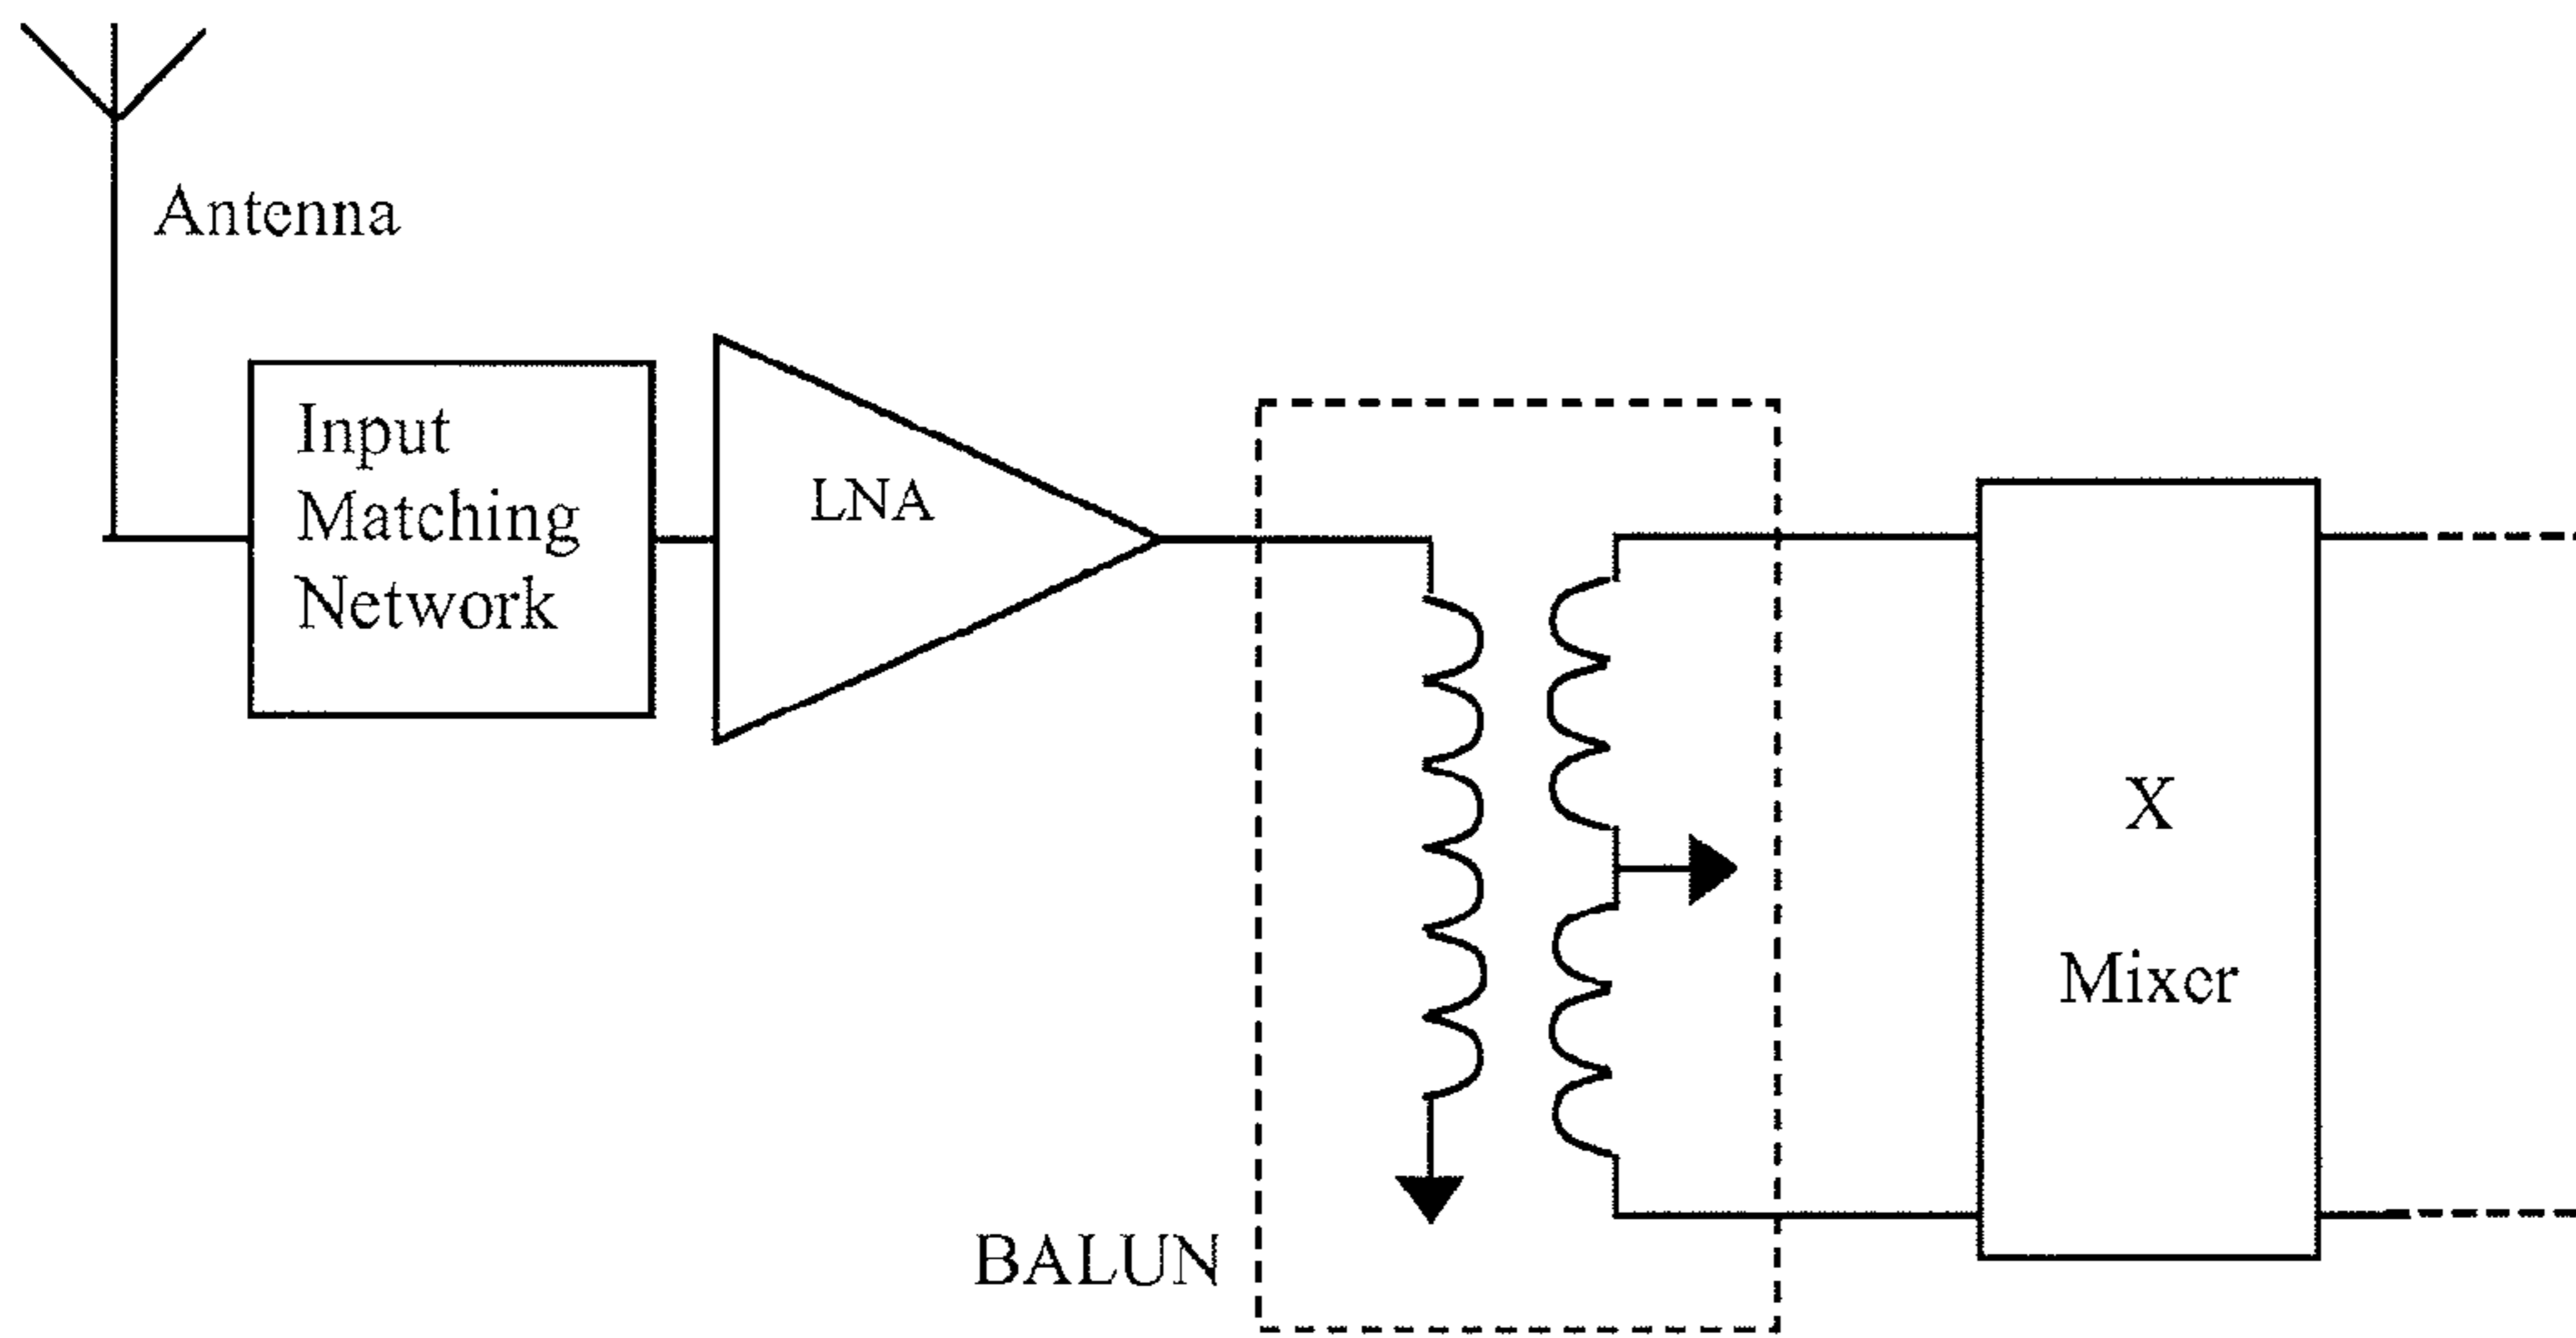 Antenna
Input
Matching
Network
LNA
BALUN
X
Mixer